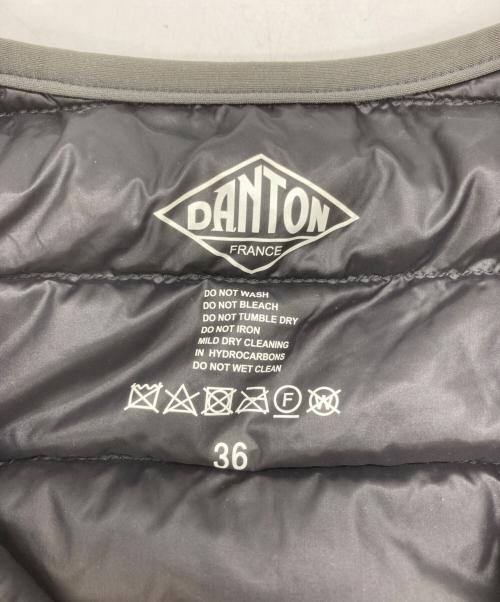 DANTON
FRANCE
DO NOT WASH
DO NOT BLEACH
DO NOT TUMBLE DRY
DO NOT IRON
MILD DRY CLEANING
IN HYDROCARBONS
DO NOT WET CLEAN
F W
36